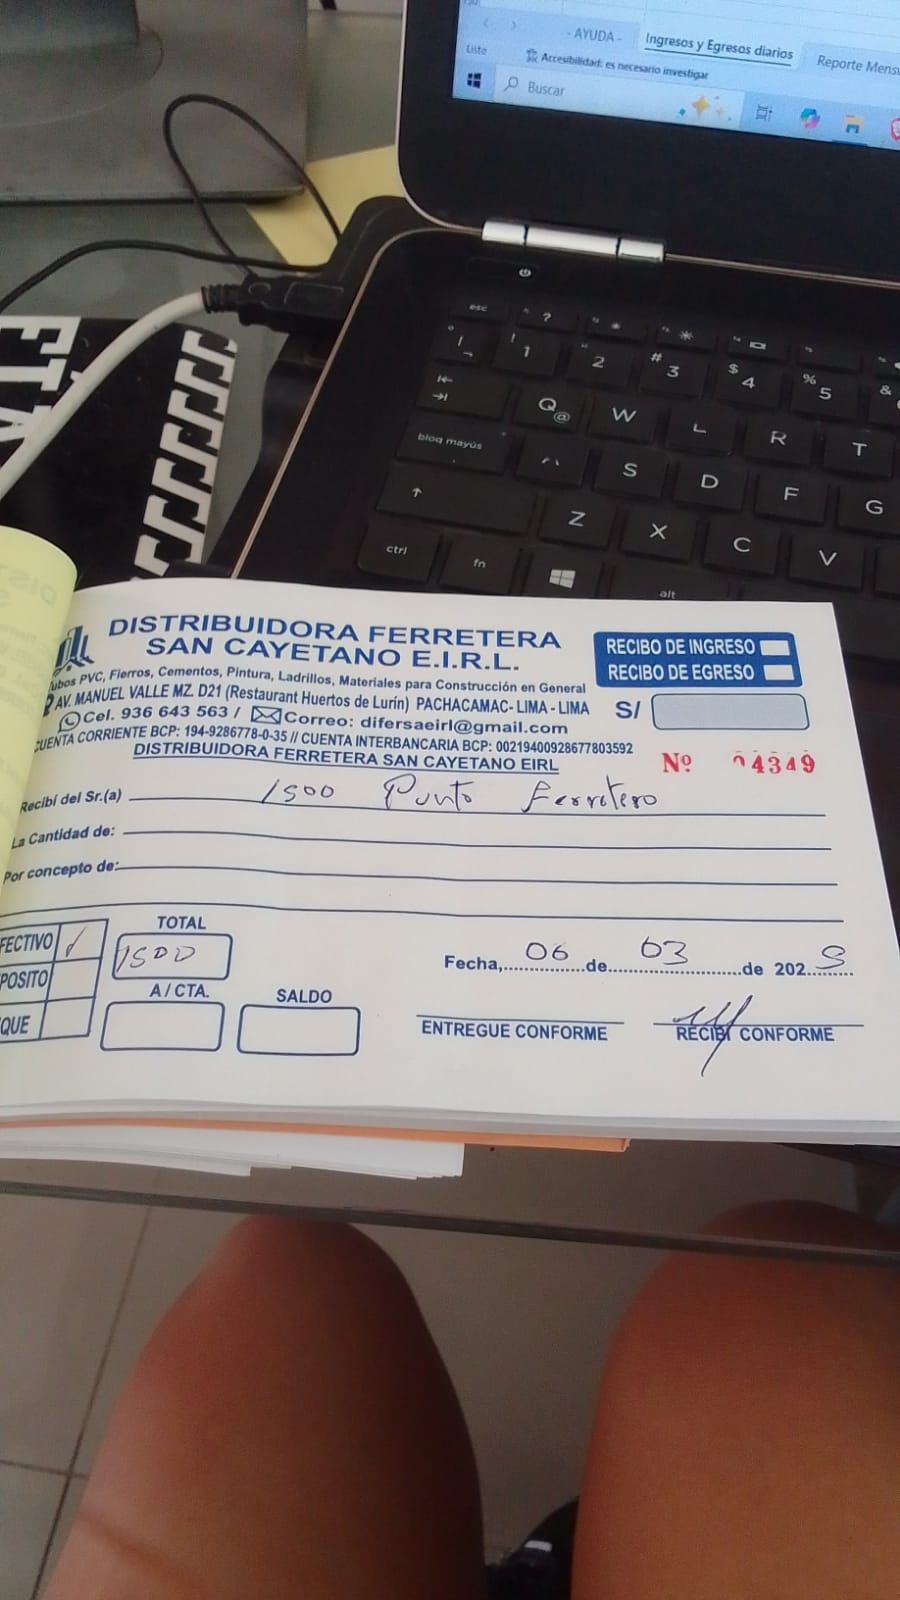 - AYUDA -
Ingresos y Egresos diarios
Reporte Mensu
Listo
Accesibilidad: es necesario investigar
Buscar
esc
bloq mayús
ctrl
fn
alt
DISTRIBUIDORA FERRETERA
SAN CAYETANO E.I.R.L.
ubos PVC, Fierros, Cementos, Pintura, Ladrillos, Materiales para Construcción en General
AV. MANUEL VALLE MZ. D21 (Restaurant Huertos de Lurín) PACHACAMAC- LIMA - LIMA
Cel. 936 643 563 / Correo: difersaeirl@gmail.com
CUENTA CORRIENTE BCP: 194-9286778-0-35 // CUENTA INTERBANCARIA BCP: 00219400928677803592
DISTRIBUIDORA FERRETERA SAN CAYETANO EIRL
RECIBO DE INGRESO
RECIBO DE EGRESO
S/
Nº 04349
Recibí del Sr.(a) 1500 Punto Ferretero
La Cantidad de:
Por concepto de:
FECTIVO ✓
POSITO
QUE
TOTAL
1500
A / CTA.
SALDO
Fecha, 06 de 03 de 202
ENTREGUE CONFORME
RECIBI CONFORME